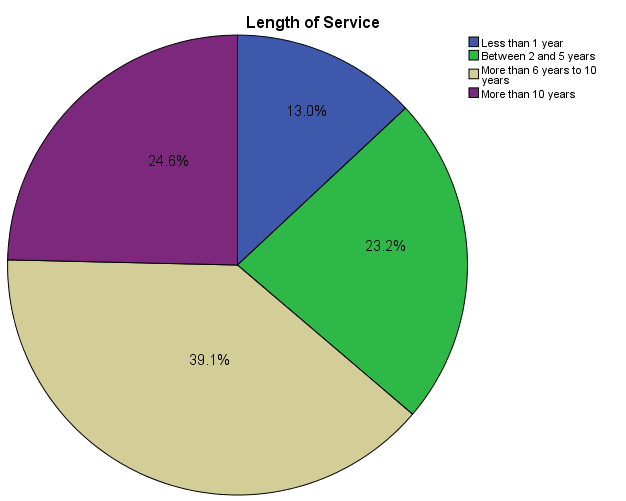 Length of Service
Less than 1 year
Between 2 and 5 years
More than 6 years to 10
years
More than 10 years
13.0%
24.6%
23.2%
39.1%